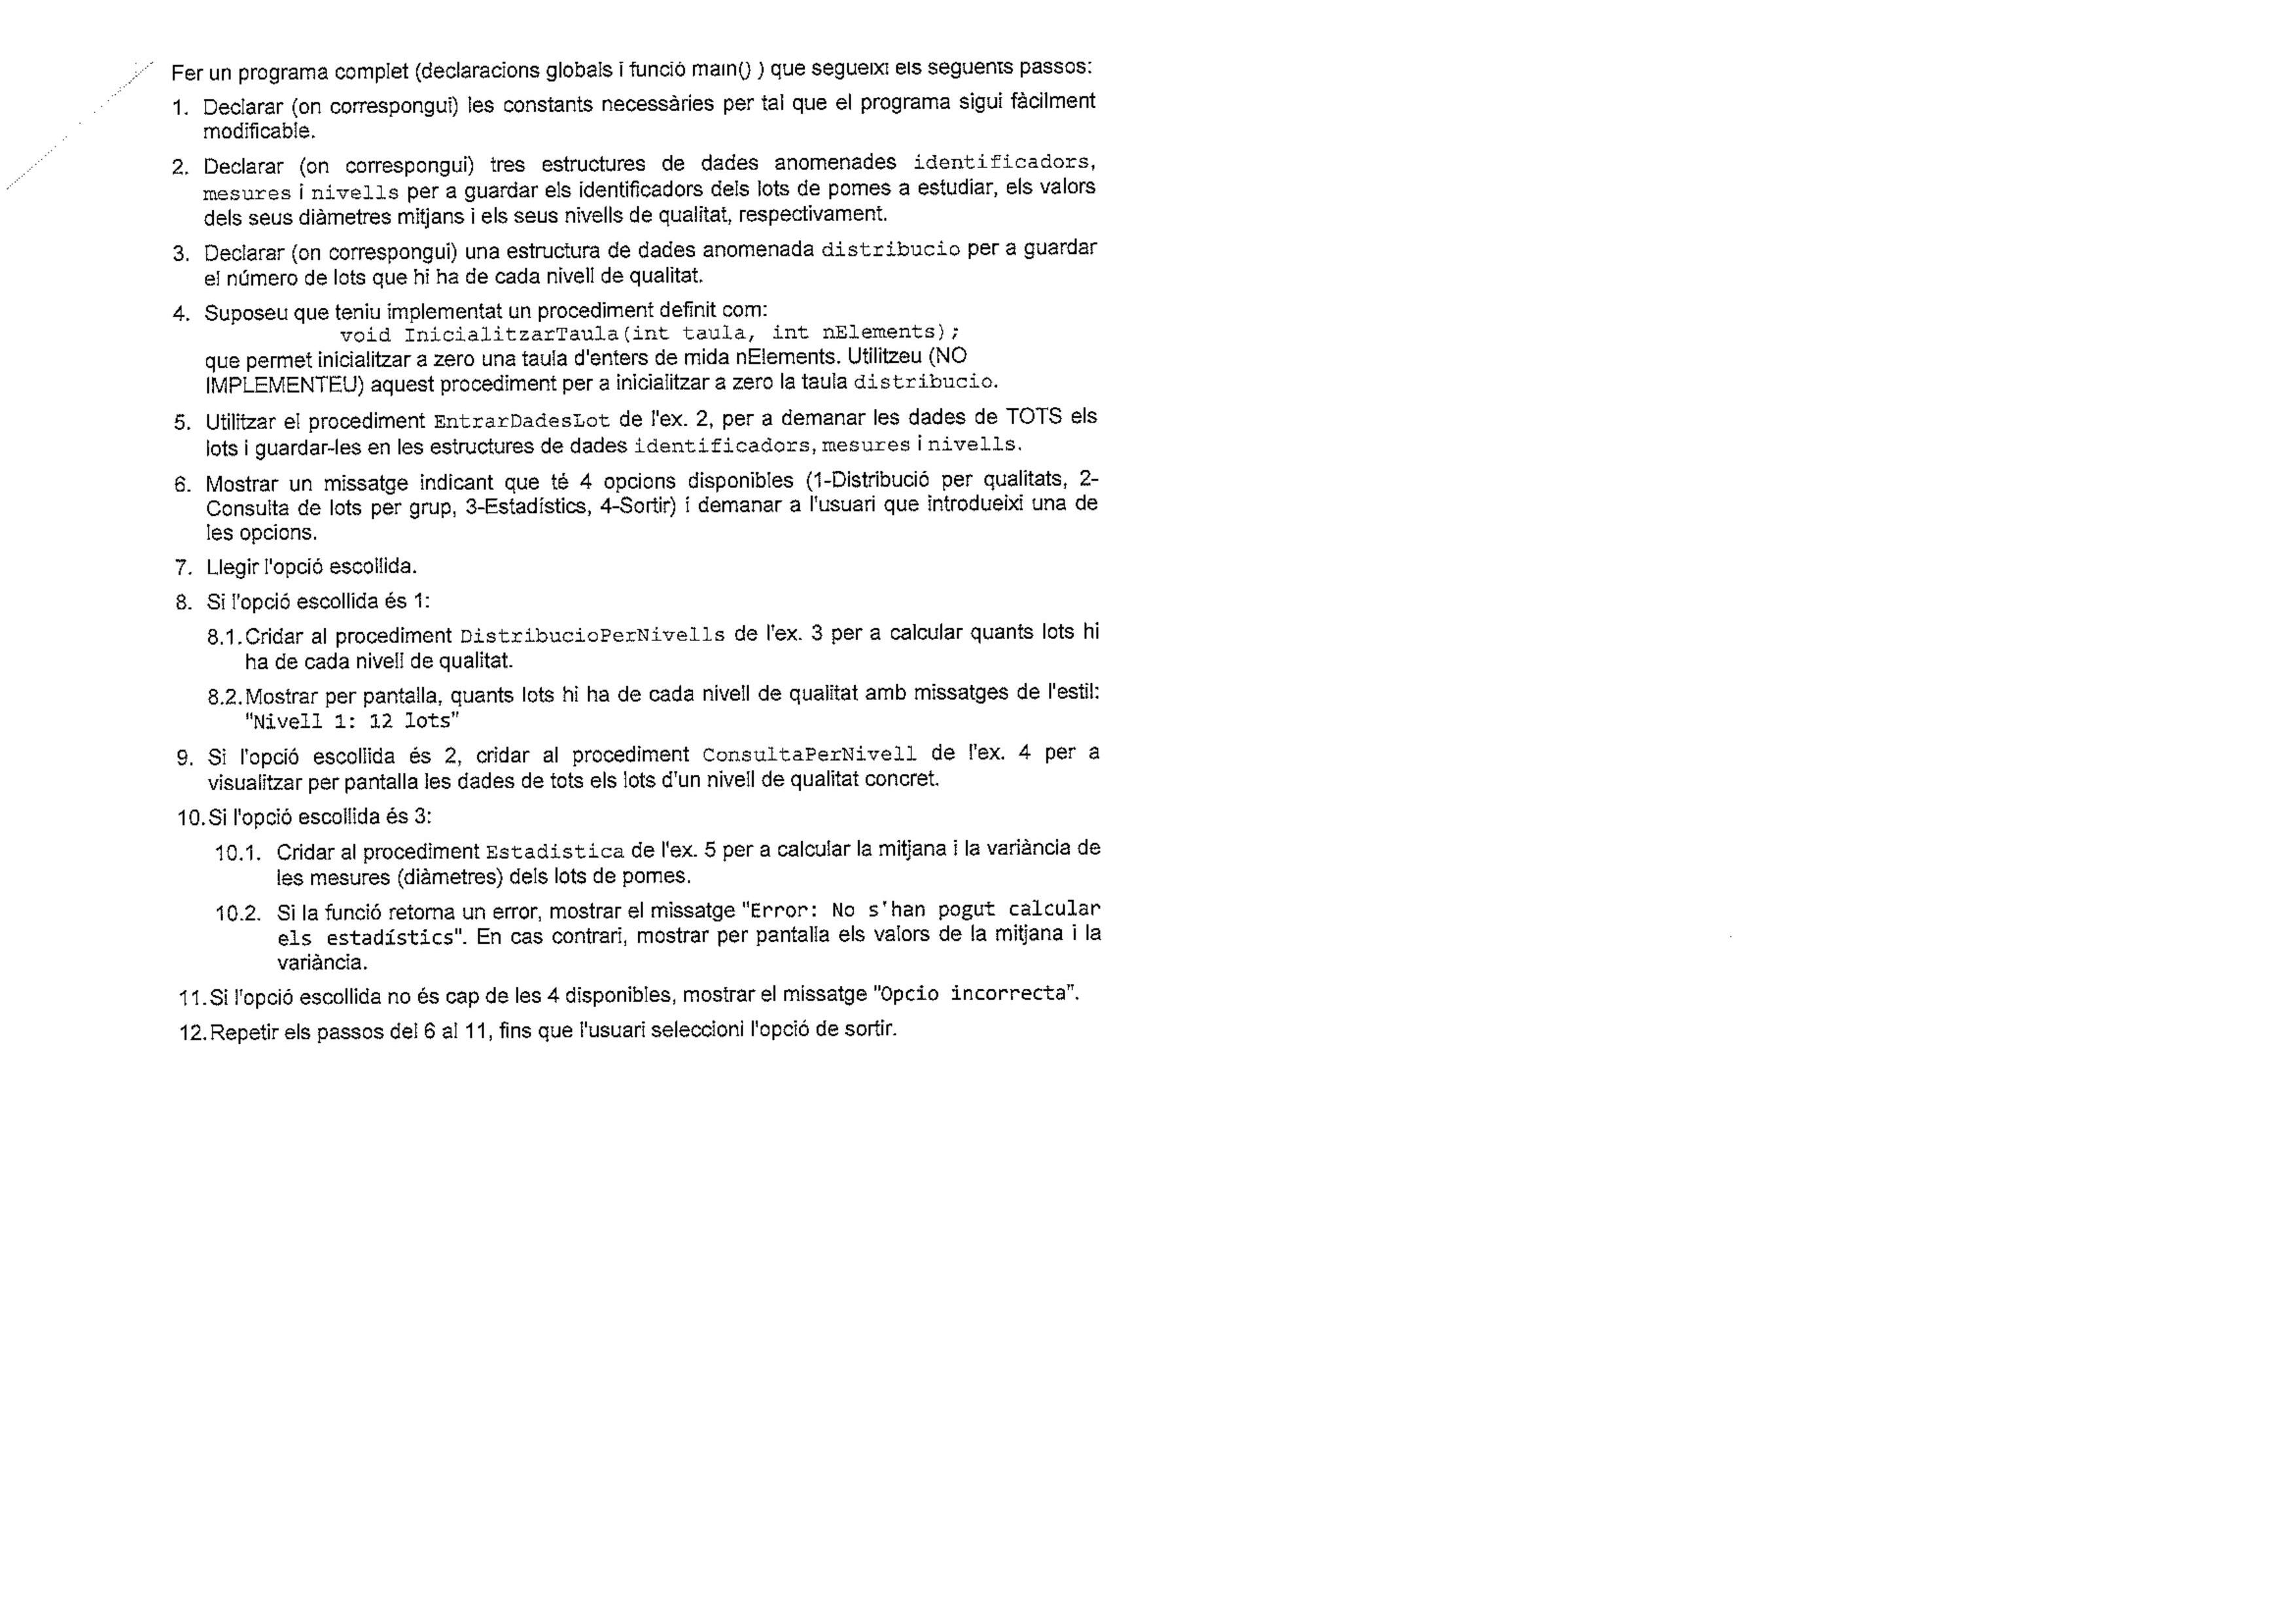 Fer un programa complet (declaracions globals i funció main() ) que segueixi els següents passos:
1. Declarar (on correspongui) les constants necessàries per tal que el programa sigui fàcilment
modificable.
2. Declarar (on correspongui) tres estructures de dades anomenades identificadors,
mesures i nivells per a guardar els identificadors dels lots de pomes a estudiar, els valors
dels seus diàmetres mitjans i els seus nivells de qualitat, respectivament.
3. Declarar (on correspongui) una estructura de dades anomenada distribucio per a guardar
el número de lots que hi ha de cada nivell de qualitat.
4. Suposeu que teniu implementat un procediment definit com:
void InicialitzarTaula(int taula, int nElements);
que permet inicialitzar a zero una taula d'enters de mida nElements. Utilitzeu (NO
IMPLEMENTEU) aquest procediment per a inicialitzar a zero la taula distribucio.
5. Utilitzar el procediment EntrarDadesLot de l'ex. 2, per a demanar les dades de TOTS els
lots i guardar-les en les estructures de dades identificadors, mesures i nivells.
6. Mostrar un missatge indicant que té 4 opcions disponibles (1-Distribució per qualitats, 2-
Consulta de lots per grup, 3-Estadístics, 4-Sortir) i demanar a l'usuari que introdueixi una de
les opcions.
7. Llegir l'opció escollida.
8. Si l'opció escollida és 1:
8.1. Cridar al procediment DistribucioPerNivells de l'ex. 3 per a calcular quants lots hi
ha de cada nivell de qualitat.
8.2. Mostrar per pantalla, quants lots hi ha de cada nivell de qualitat amb missatges de l'estil:
"Nivell 1: 12 lots"
9. Si l'opció escollida és 2, cridar al procediment ConsultaPerNivell de l'ex. 4 per a
visualitzar per pantalla les dades de tots els lots d'un nivell de qualitat concret.
10. Si l'opció escollida és 3:
10.1. Cridar al procediment Estadistica de l'ex. 5 per a calcular la mitjana i la variància de
les mesures (diàmetres) dels lots de pomes.
10.2. Si la funció retorna un error, mostrar el missatge "Error: No s'han pogut calcular
els estadístics". En cas contrari, mostrar per pantalla els valors de la mitjana i la
variància.
11. Si l'opció escollida no és cap de les 4 disponibles, mostrar el missatge "Opcio incorrecta".
12. Repetir els passos del 6 al 11, fins que l'usuari seleccioni l'opció de sortir.